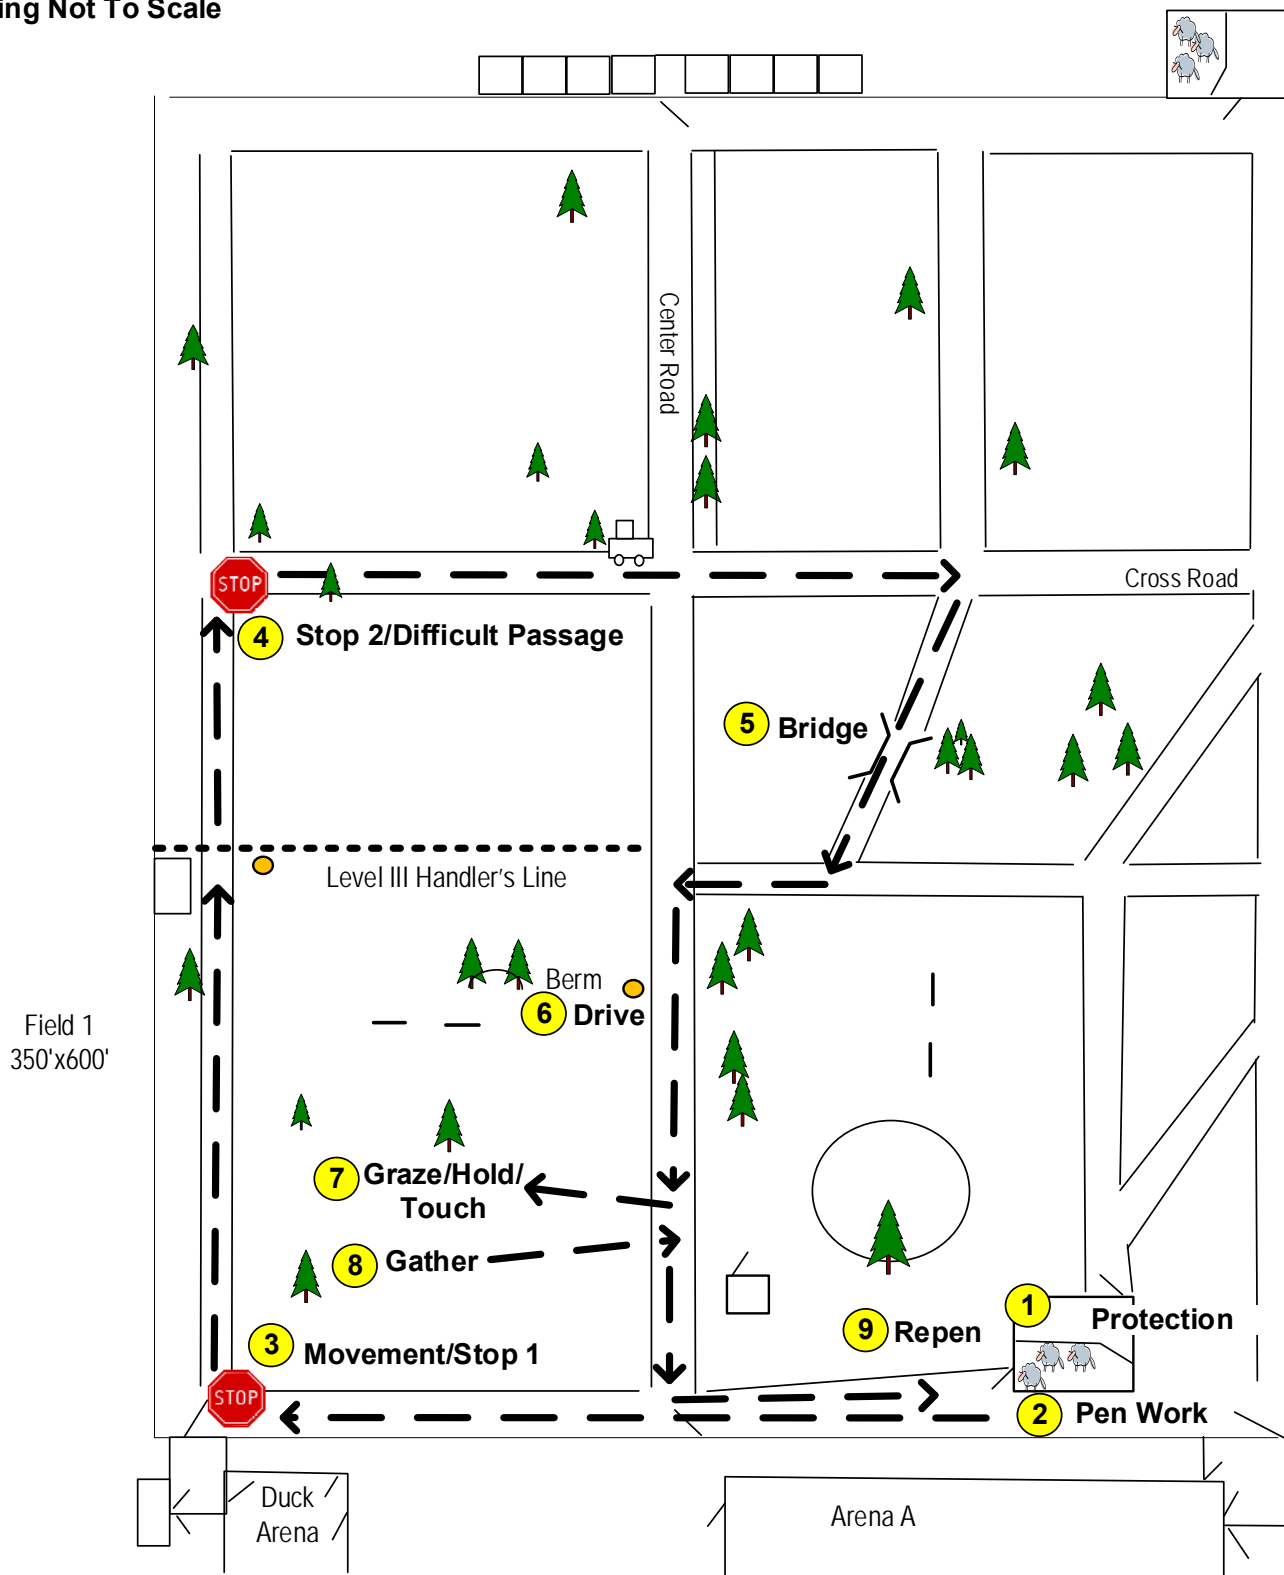 ing Not To Scale
Center Road
STOP
Cross Road
4 Stop 2/Difficult Passage
5 Bridge
Level III Handler's Line
Berm
6 Drive
Field 1
350'x600'
7 Graze/Hold/
Touch
8 Gather
1 Protection
9 Repen
3 Movement/Stop 1
STOP
2 Pen Work
Duck
Arena
Arena A